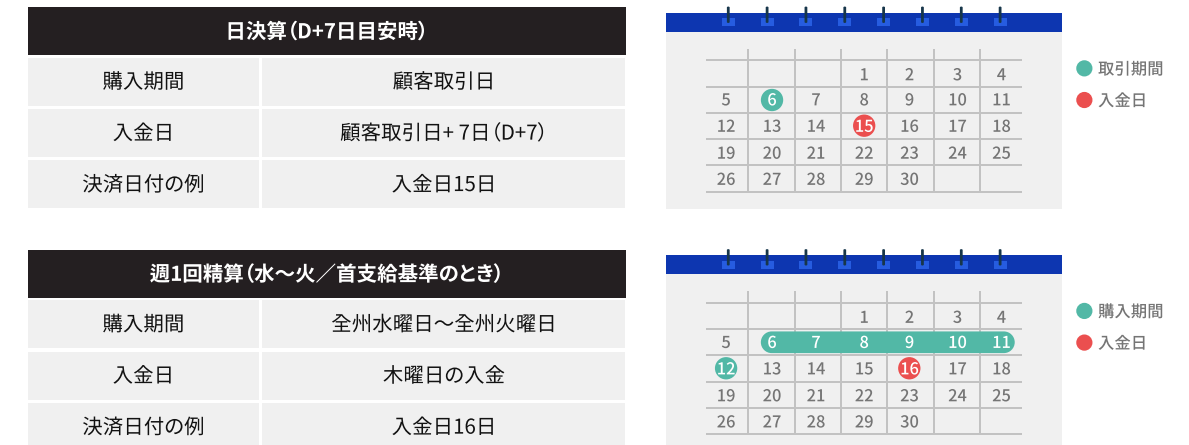 日決算（D+7日目安時）
購入期間 顧客取引日
入金日 顧客取引日+ 7日（D+7）
決済日付の例 入金日15日
1 2 3 4
5 6 7 8 9 10 11
12 13 14 15 16 17 18
19 20 21 22 23 24 25
26 27 28 29 30
取引期間
入金日
週1回精算（水～火／首支給基準のとき）
購入期間 全州水曜日～全州火曜日
入金日 木曜日の入金
決済日付の例 入金日16日
1 2 3 4
5 6 7 8 9 10 11
12 13 14 15 16 17 18
19 20 21 22 23 24 25
26 27 28 29 30
購入期間
入金日